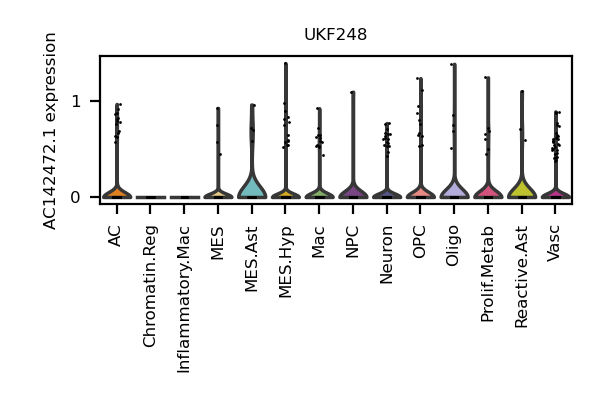 UKF248
AC142472.1 expression
1
0
AC
Chromatin.Reg
Inflammatory.Mac
MES
MES.Ast
MES.Hyp
Mac
NPC
Neuron
OPC
Oligo
Prolif.Metab
Reactive.Ast
Vasc